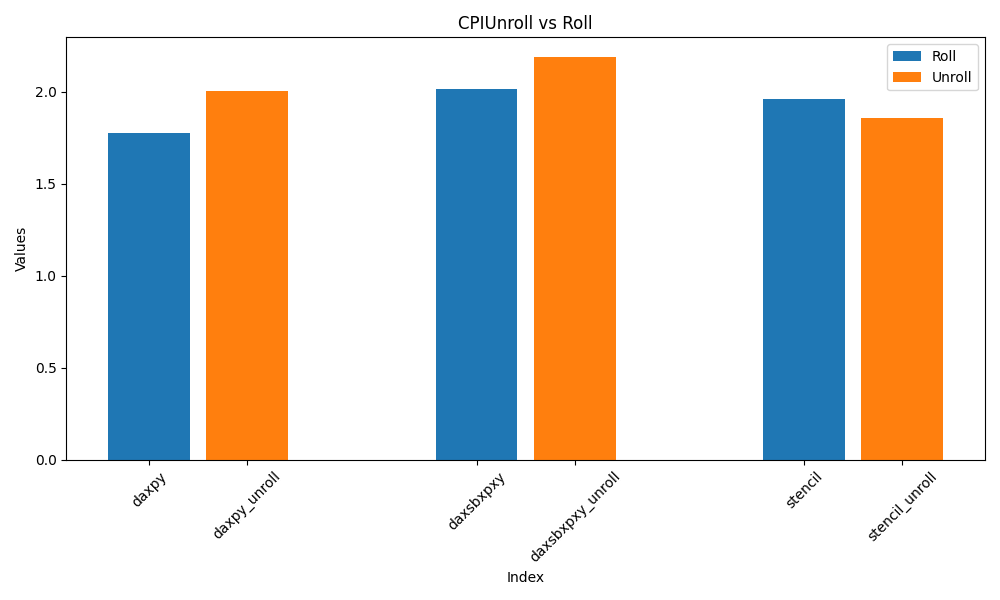 CPIUnroll vs Roll
Roll
Unroll
Values
2.0
1.5
1.0
0.5
0.0
daxpy
daxpy_unroll
daxsbxpxy
daxsbxpxy_unroll
stencil
stencil_unroll
Index